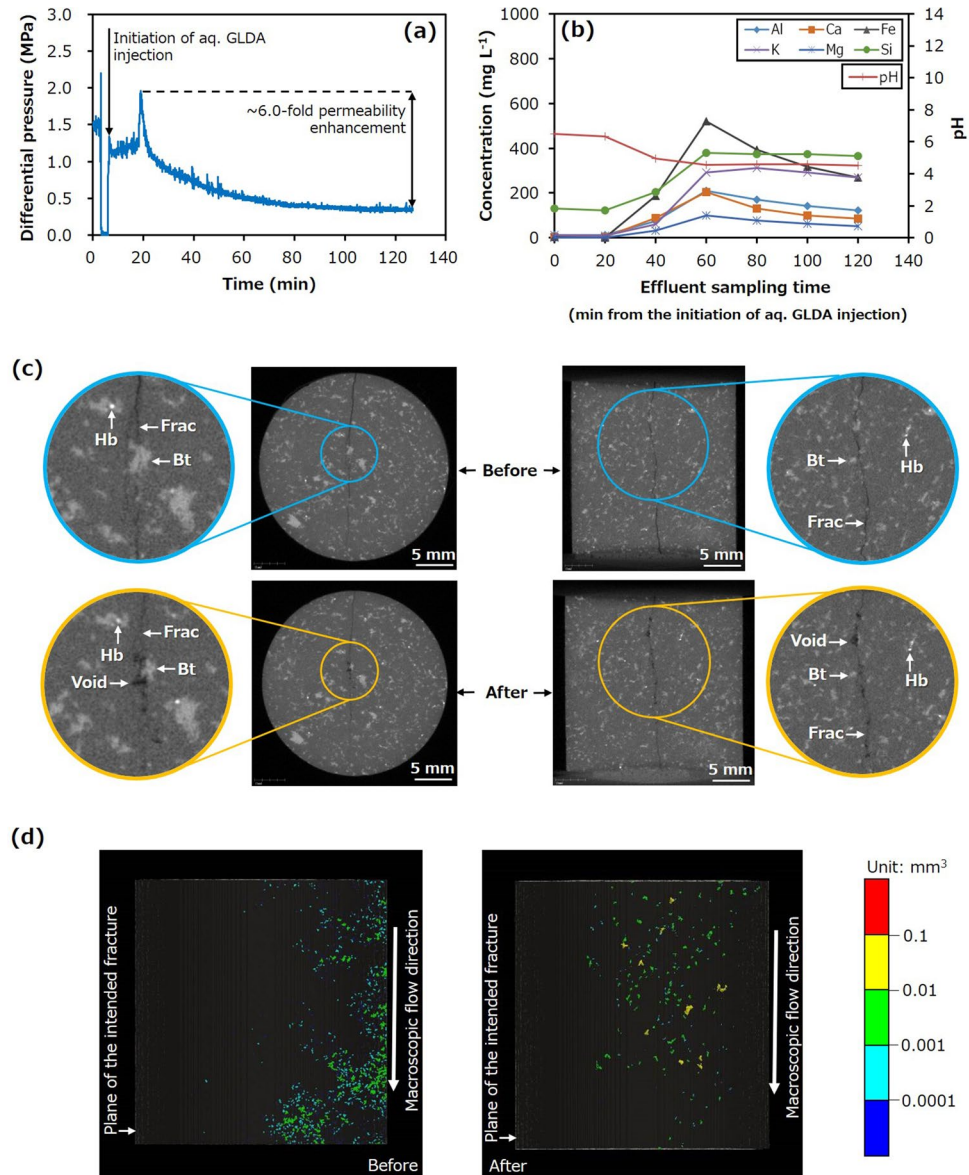 (a)
Differential pressure (MPa)
3.0
2.5
2.0
1.5
1.0
0.5
0.0
Initiation of aq. GLDA
injection
~6.0-fold permeability
enhancement
0 20 40 60 80 100 120 140
Time (min)
(b)
Concentration (mg L-1)
1000
800
600
400
200
0
Al Ca Fe
K Mg Si
pH
14
12
10
8
6
4
2
0
pH
0 20 40 60 80 100 120
Effluent sampling time
(min from the initiation of aq. GLDA injection)
(c)
Hb
Frac
Bt
5 mm
Before
5 mm
Bt
Hb
Frac
Hb
Frac
Bt
Void
5 mm
After
5 mm
Void
Bt
Hb
Frac
(d)
Plane of the intended fracture
Macroscopic flow direction
Before
Plane of the intended fracture
Macroscopic flow direction
After
Unit: mm3
0.1
0.01
0.001
0.0001